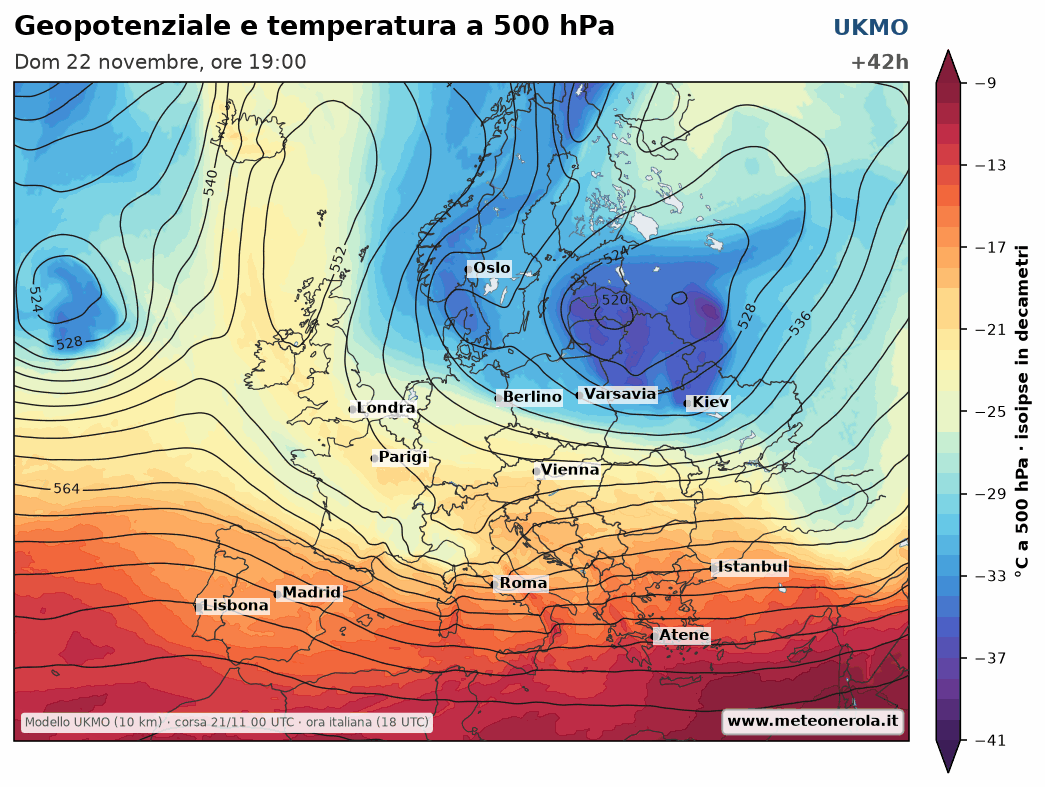 Geopotenziale e temperatura a 500 hPa
UKMO
Dom 22 novembre, ore 19:00
+42h
540
552
524
528
524
520
528
536
564
Oslo
Londra
Berlino
Varsavia
Kiev
Parigi
Vienna
Istanbul
Roma
Madrid
Lisbona
Atene
Modello UKMO (10 km) · corsa 21/11 00 UTC · ora italiana (18 UTC)
www.meteonerola.it
−9
−13
−17
−21
−25
−29
−33
−37
−41
°C a 500 hPa · isoipse in decametri